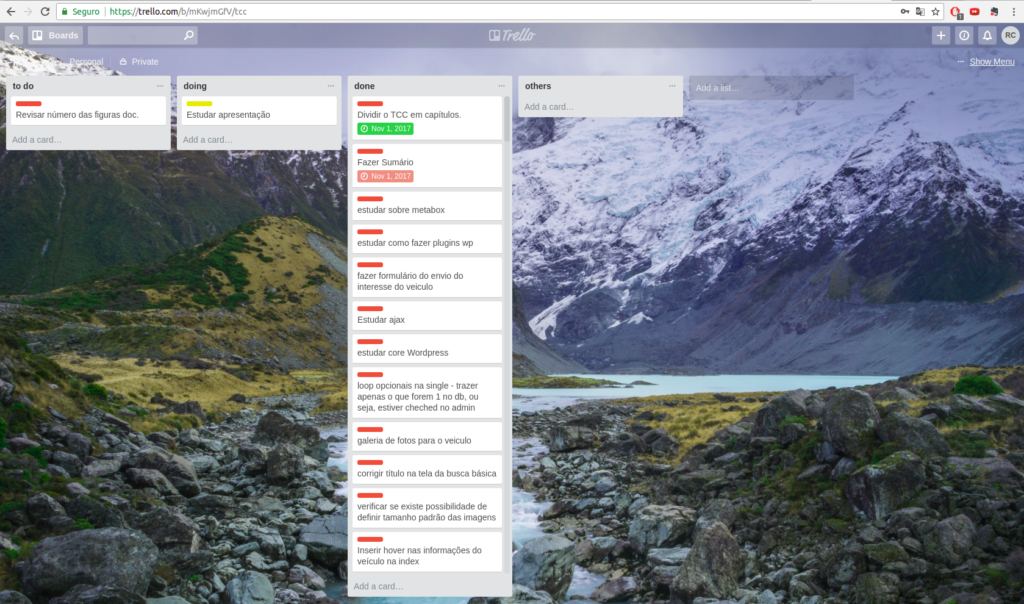 Seguro https://trello.com/b/mKwjmGfV/tcc
1
Boards
Trello
RC
Personal
Private
Show Menu
to do
Revisar número das figuras doc.
Add a card…
doing
Estudar apresentação
Add a card…
done
Dividir o TCC em capítulos.
Nov 1, 2017
Fazer Sumário
Nov 1, 2017
estudar sobre metabox
estudar como fazer plugins wp
fazer formulário do envio do
interesse do veiculo
Estudar ajax
estudar core Wordpress
loop opcionais na single - trazer
apenas o que forem 1 no db, ou
seja, estiver cheched no admin
galeria de fotos para o veiculo
corrigir título na tela da busca básica
verificar se existe possibilidade de
definir tamanho padrão das imagens
Inserir hover nas informações do
veículo na index
Add a card…
others
Add a card…
Add a list…